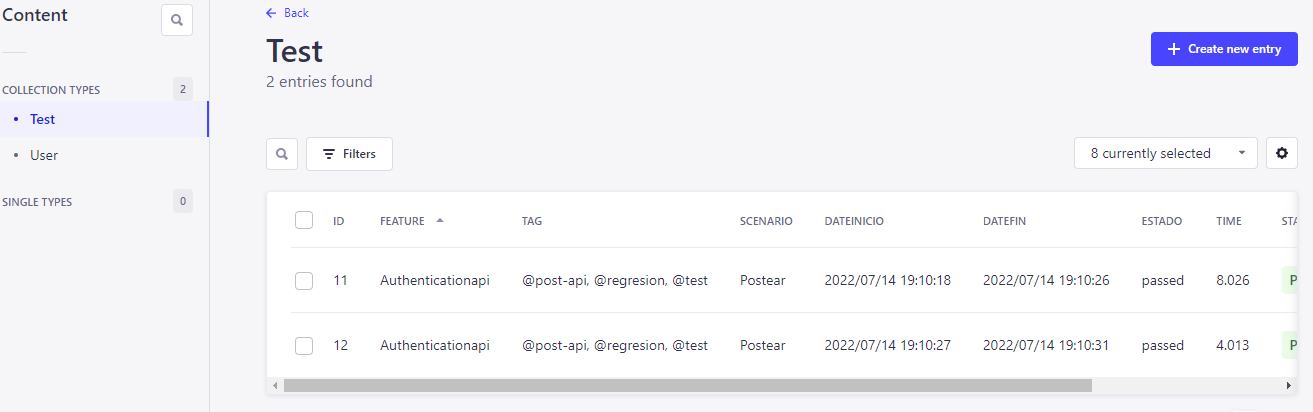 Content
COLLECTION TYPES 2
Test
User
SINGLE TYPES 0
Back
Test
2 entries found
Create new entry
Filters
8 currently selected
ID FEATURE TAG SCENARIO DATEINICIO DATEFIN ESTADO TIME STA
11 Authenticationapi @post-api, @regresion, @test Postear 2022/07/14 19:10:18 2022/07/14 19:10:26 passed 8.026 P
12 Authenticationapi @post-api, @regresion, @test Postear 2022/07/14 19:10:27 2022/07/14 19:10:31 passed 4.013 P